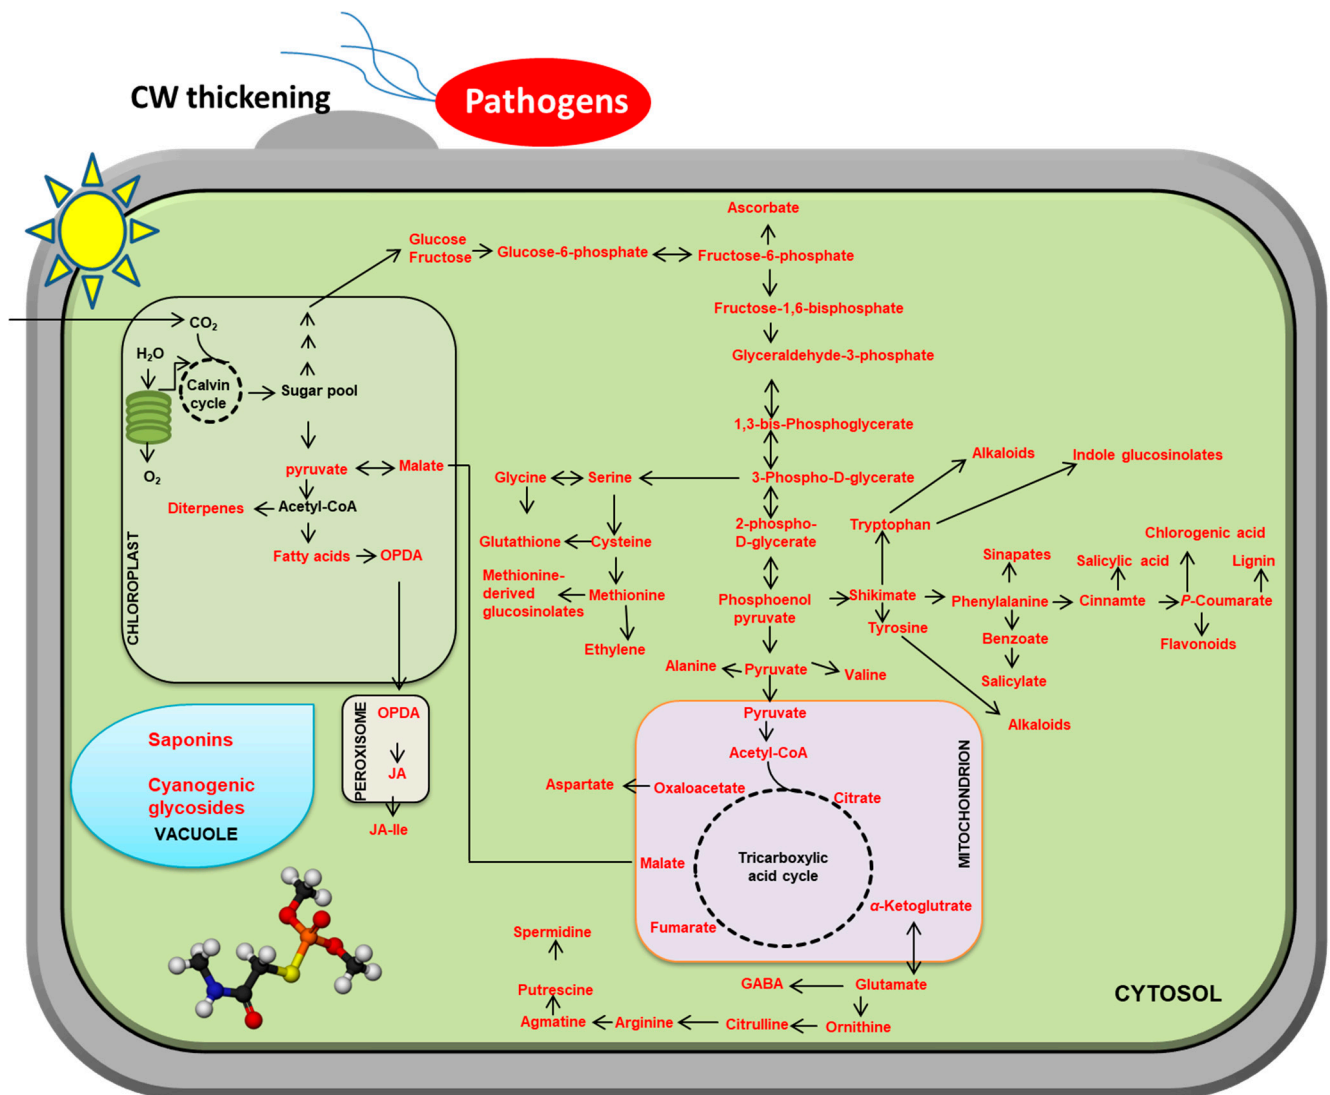 CW thickening
Pathogens
Ascorbate
Glucose
Fructose
Glucose-6-phosphate
Fructose-6-phosphate
Fructose-1,6-bisphosphate
Glyceraldehyde-3-phosphate
1,3-bis-Phosphoglycerate
3-Phospho-D-glycerate
2-phospho-
D-glycerate
Phosphoenol
pyruvate
CO2
H2O
Calvin
cycle
Sugar pool
O2
pyruvate
Malate
Diterpenes
Acetyl-CoA
Fatty acids
OPDA
CHLOROPLAST
Glycine
Serine
Glutathione
Cysteine
Methionine-
derived
glucosinolates
Methionine
Ethylene
Alkaloids
Indole glucosinolates
Tryptophan
Shikimate
Tyrosine
Alkaloids
Sinapates
Phenylalanine
Benzoate
Salicylate
Salicylic acid
Cinnamte
Chlorogenic acid
Lignin
P-Coumarate
Flavonoids
Alanine
Pyruvate
Valine
PEROXISOME
OPDA
JA
JA-Ile
Saponins
Cyanogenic
glycosides
VACUOLE
Pyruvate
Acetyl-CoA
Aspartate
Oxaloacetate
Citrate
MITOCHONDRION
Malate
Tricarboxylic
acid cycle
α-Ketoglutrate
Fumarate
Spermidine
Putrescine
Agmatine
Arginine
Citrulline
Ornithine
GABA
Glutamate
CYTOSOL